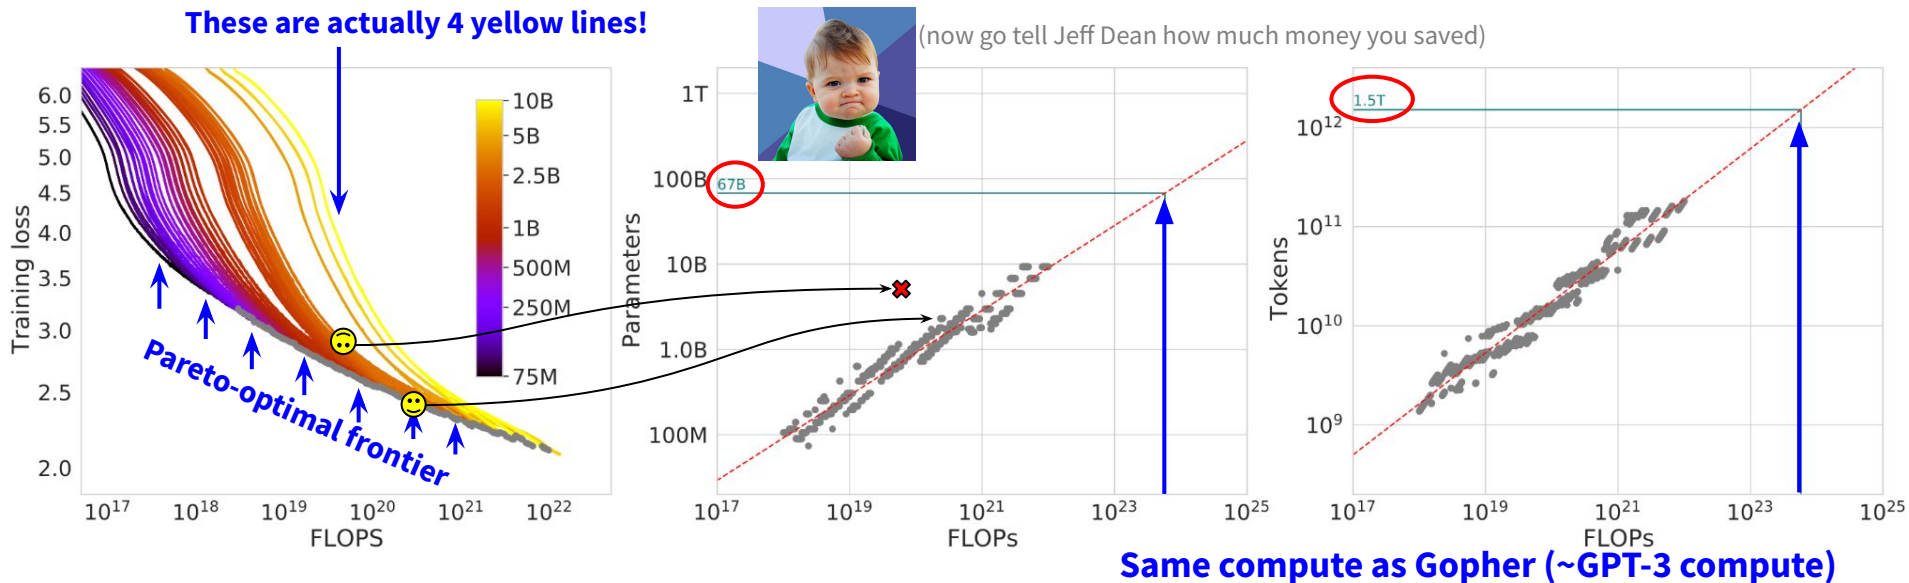 These are actually 4 yellow lines!
(now go tell Jeff Dean how much money you saved)
Training loss
6.0
5.5
5.0
4.5
4.0
3.5
3.0
2.5
2.0
10B
5B
2.5B
1B
500M
250M
75M
Pareto-optimal frontier
10^17 10^18 10^19 10^20 10^21 10^22
FLOPS
Parameters
1T
100B
10B
1.0B
100M
67B
10^17 10^19 10^21 10^23 10^25
FLOPs
Tokens
10^12
10^11
10^10
10^9
1.5T
10^17 10^19 10^21 10^23 10^25
FLOPs
Same compute as Gopher (~GPT-3 compute)